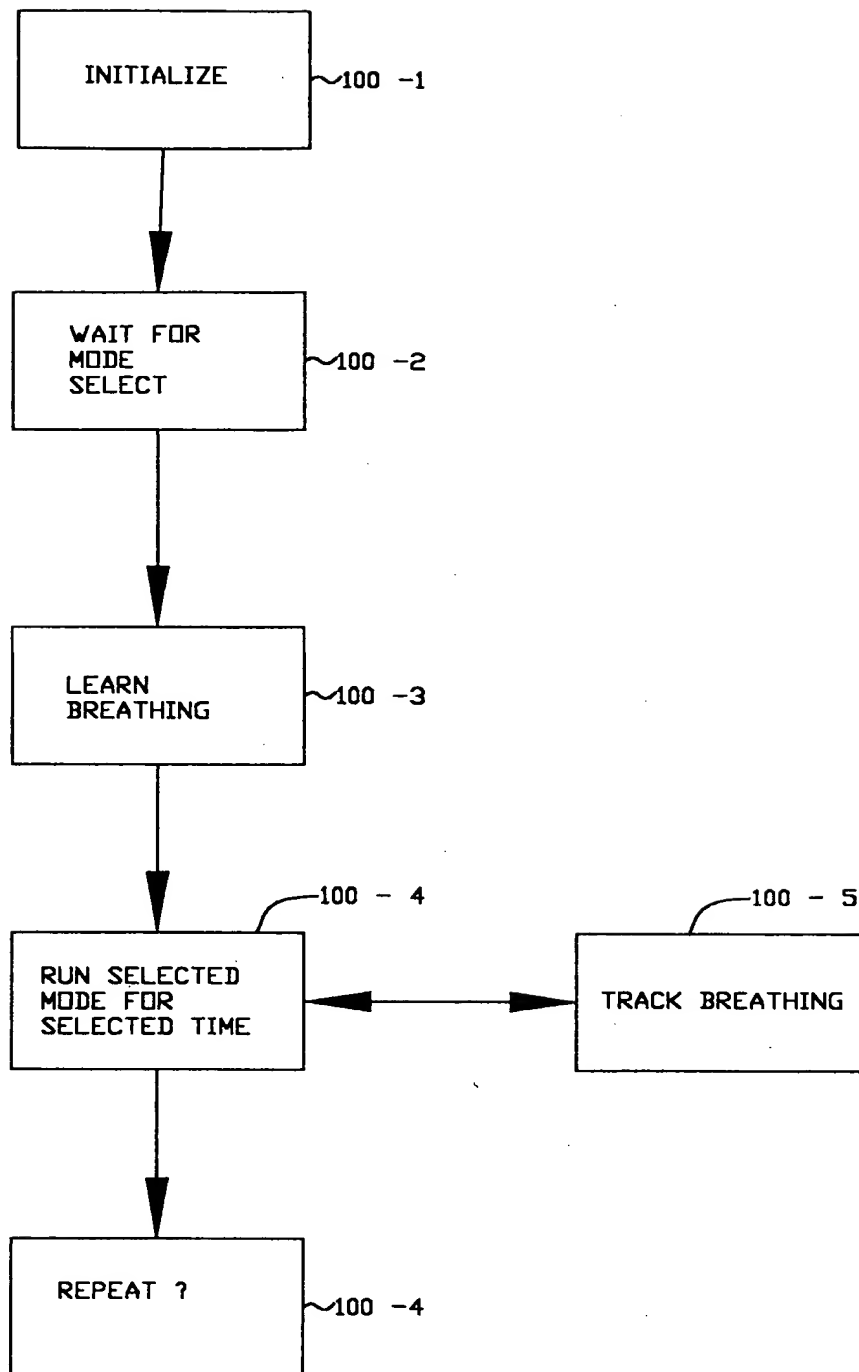 INITIALIZE
100 -1
WAIT FOR
MODE
SELECT
100 -2
LEARN
BREATHING
100 -3
100 - 4
RUN SELECTED
MODE FOR
SELECTED TIME
100 - 5
TRACK BREATHING
REPEAT ?
100 -4